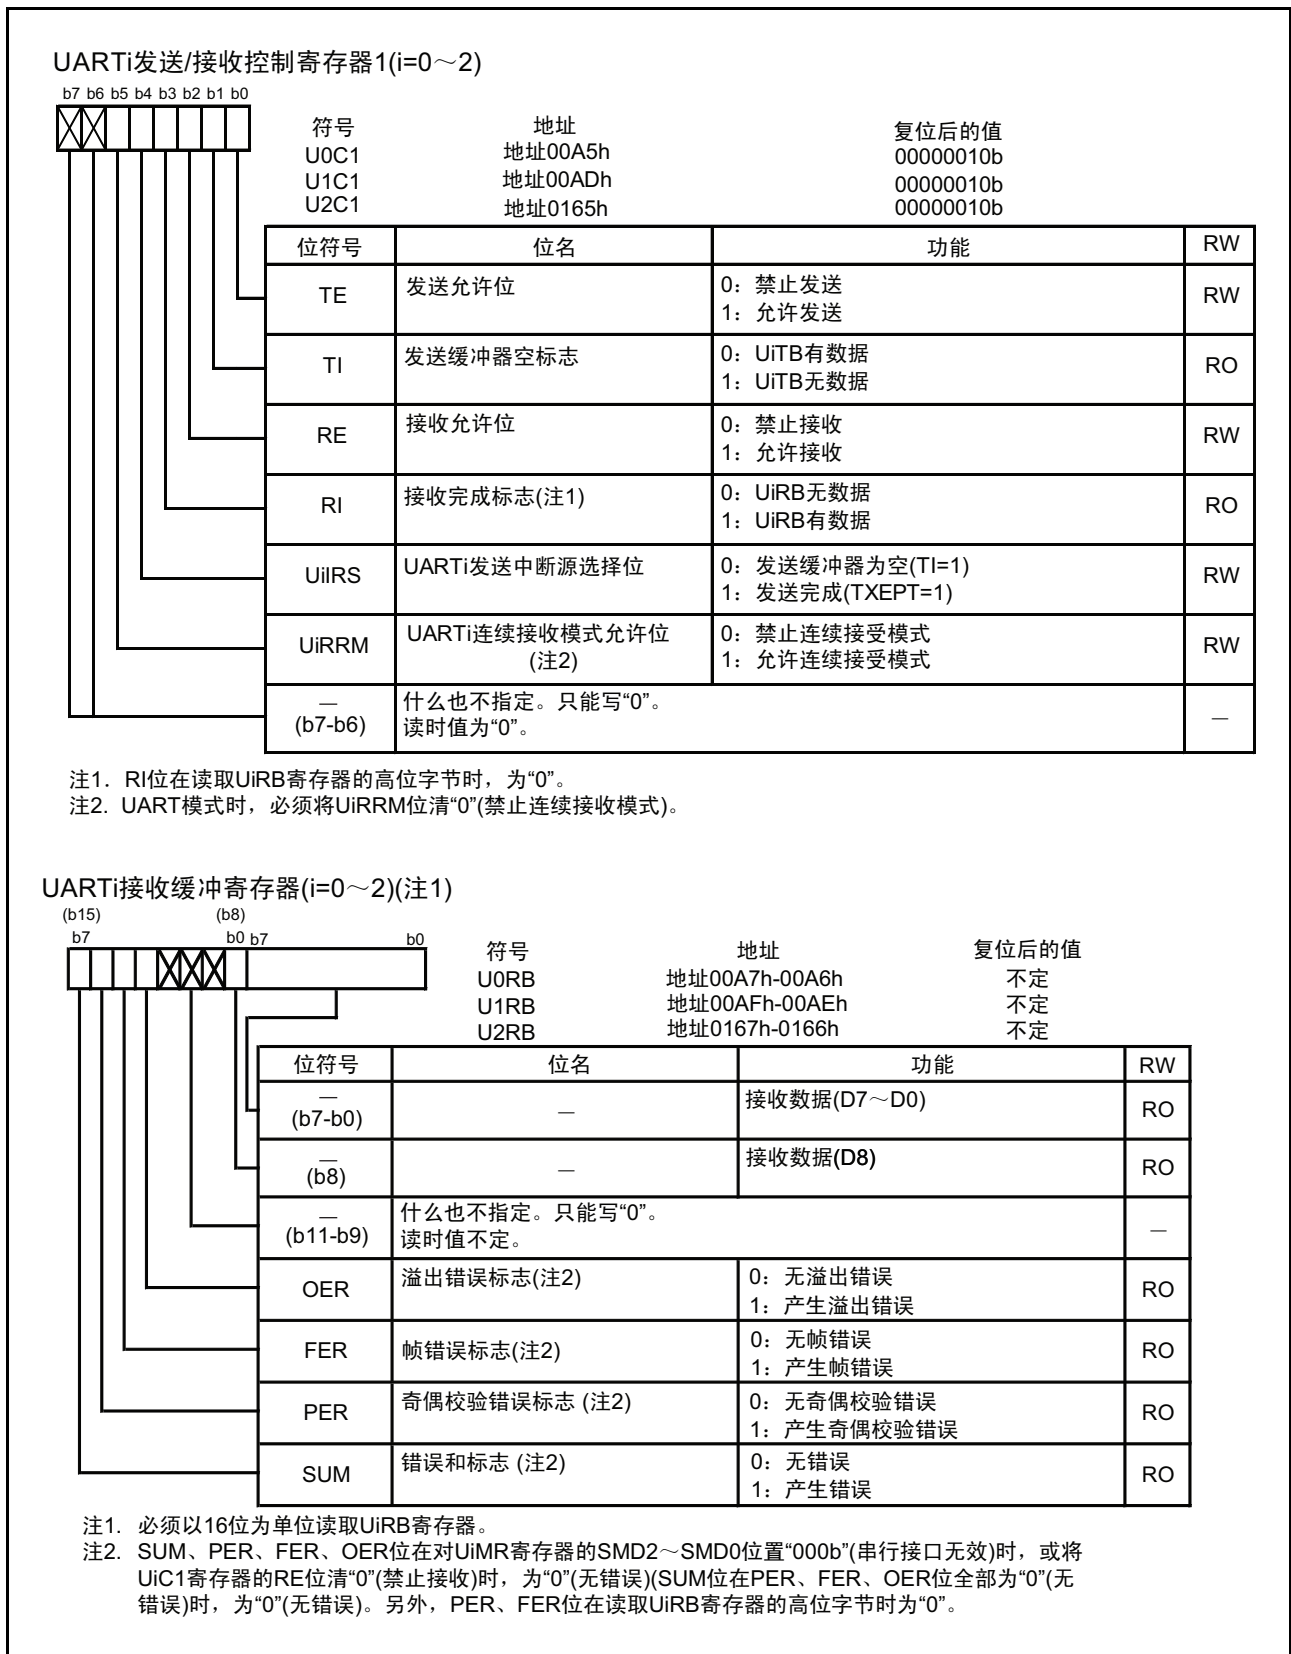 UARTi发送/接收控制寄存器1(i=0～2)
b7 b6 b5 b4 b3 b2 b1 b0
符号 地址 复位后的值
U0C1 地址00A5h 00000010b
U1C1 地址00ADh 00000010b
U2C1 地址0165h 00000010b
位符号 位名 功能 RW
TE 发送允许位 0：禁止发送 RW
1：允许发送
TI 发送缓冲器空标志 0：UiTB有数据 RO
1：UiTB无数据
RE 接收允许位 0：禁止接收 RW
1：允许接收
RI 接收完成标志(注1) 0：UiRB无数据 RO
1：UiRB有数据
UiIRS UARTi发送中断源选择位 0：发送缓冲器为空(TI=1) RW
1：发送完成(TXEPT=1)
UiRRM UARTi连续接收模式允许位 0：禁止连续接受模式 RW
(注2) 1：允许连续接受模式
— 什么也不指定。只能写“0”。
(b7-b6) 读时值为“0”。 —
注1. RI位在读取UiRB寄存器的高位字节时，为“0”。
注2. UART模式时，必须将UiRRM位清“0”(禁止连续接收模式)。
UARTi接收缓冲寄存器(i=0～2)(注1)
(b15) (b8)
b7 b0 b7 b0
符号 地址 复位后的值
U0RB 地址00A7h-00A6h 不定
U1RB 地址00AFh-00AEh 不定
U2RB 地址0167h-0166h 不定
位符号 位名 功能 RW
— — 接收数据(D7～D0) RO
(b7-b0)
— — 接收数据(D8) RO
(b8)
— 什么也不指定。只能写“0”。
(b11-b9) 读时值不定。 —
OER 溢出错误标志(注2) 0：无溢出错误 RO
1：产生溢出错误
FER 帧错误标志(注2) 0：无帧错误 RO
1：产生帧错误
PER 奇偶校验错误标志 (注2) 0：无奇偶校验错误 RO
1：产生奇偶校验错误
SUM 错误和标志 (注2) 0：无错误 RO
1：产生错误
注1. 必须以16位为单位读取UiRB寄存器。
注2. SUM、PER、FER、OER位在对UiMR寄存器的SMD2～SMD0位置“000b”(串行接口无效)时，或将
UiC1寄存器的RE位清“0”(禁止接收)时，为“0”(无错误)(SUM位在PER、FER、OER位全部为“0”(无
错误)时，为“0”(无错误)。另外，PER、FER位在读取UiRB寄存器的高位字节时为“0”。